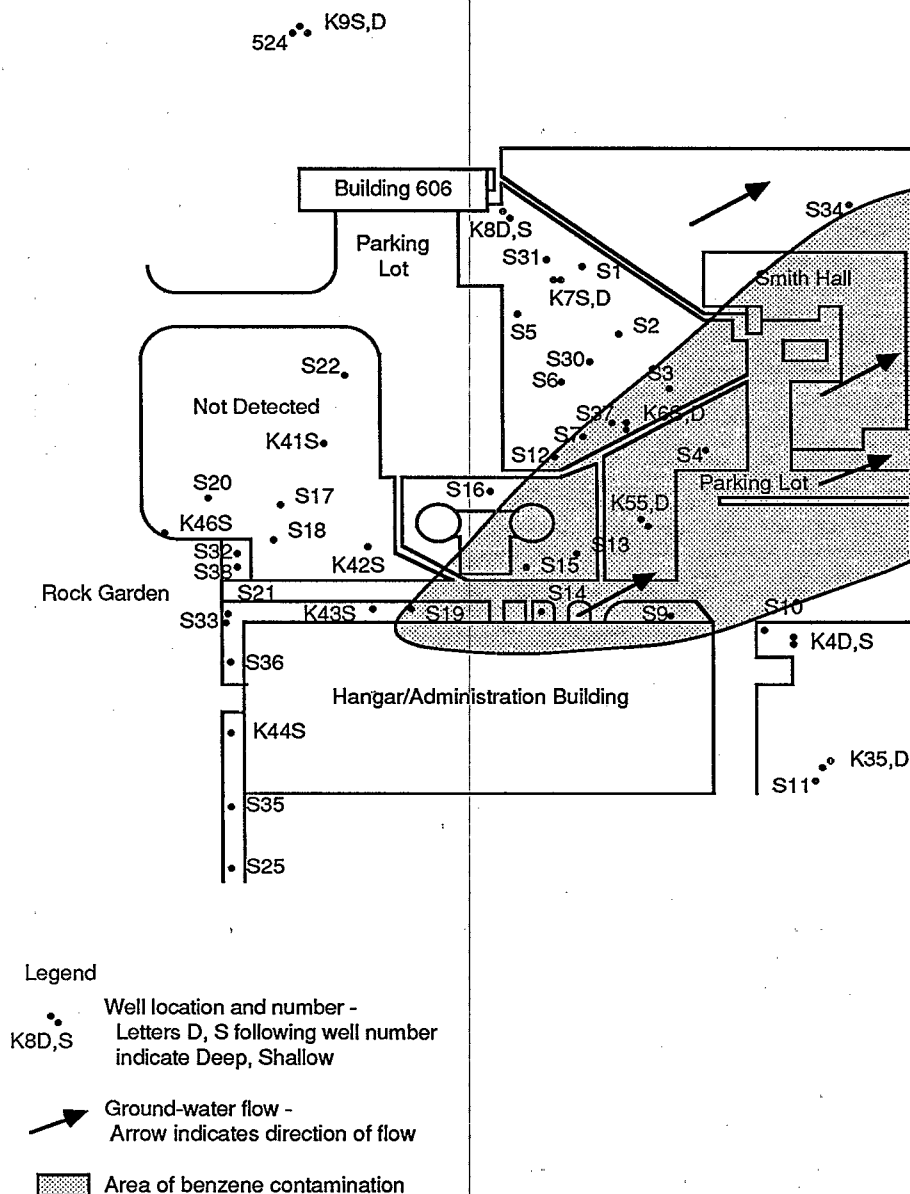 K9S,D
524
Building 606
Parking
Lot
K8D,S
S34
S31
S1
K7S,D
Smith Hall
S5
S2
S30
S6
S3
S22
Not Detected
S37
K6S,D
S7
K41S
S12
S4
S20
S17
S16
Parking Lot
K55,D
K46S
S18
S32
K42S
S13
S38
S15
Rock Garden
S21
S14
S33
K43S
S19
S9
S10
K4D,S
S36
Hangar/Administration Building
K44S
K35,D
S11
S35
S25
Legend
Well location and number -
Letters D, S following well number
indicate Deep, Shallow
K8D,S
Ground-water flow -
Arrow indicates direction of flow
Area of benzene contamination